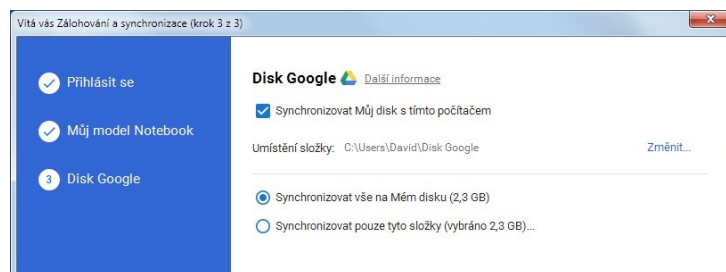 Vítá vás Zálohování a synchronizace (krok 3 z 3)
Přihlásit se
Můj model Notebook
3 Disk Google
Disk Google Další informace
Synchronizovat Můj disk s tímto počítačem
Umístění složky: C:\Users\David\Disk Google Změnit...
Synchronizovat vše na Mém disku (2,3 GB)
Synchronizovat pouze tyto složky (vybráno 2,3 GB)...